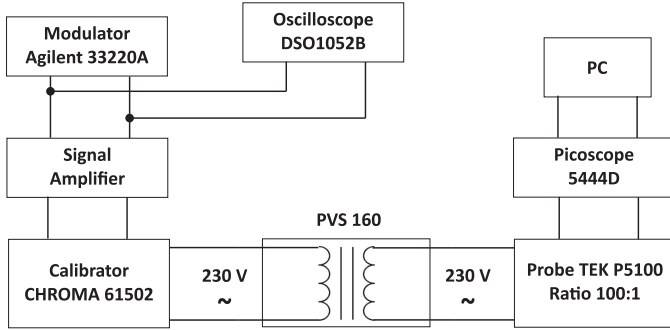 Modulator
Agilent 33220A
Oscilloscope
DSO1052B
PC
Signal
Amplifier
Picoscope
5444D
PVS 160
Calibrator
CHROMA 61502
230 V
~
230 V
~
Probe TEK P5100
Ratio 100:1